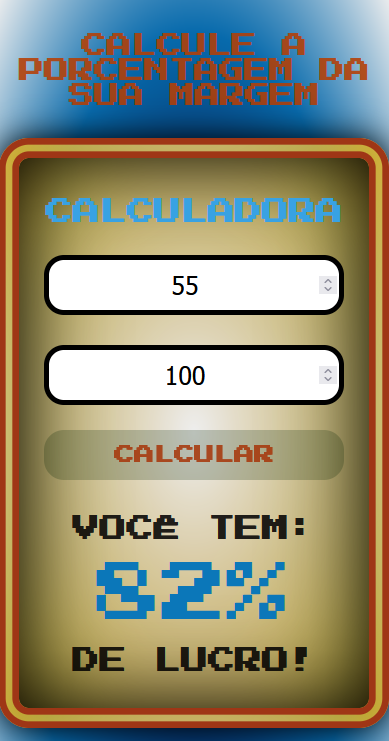 CALCULE A
PORCENTAGEM DA
SUA MARGEM
CALCULADORA
55
100
CALCULAR
VOCÊ TEM:
82%
DE LUCRO!